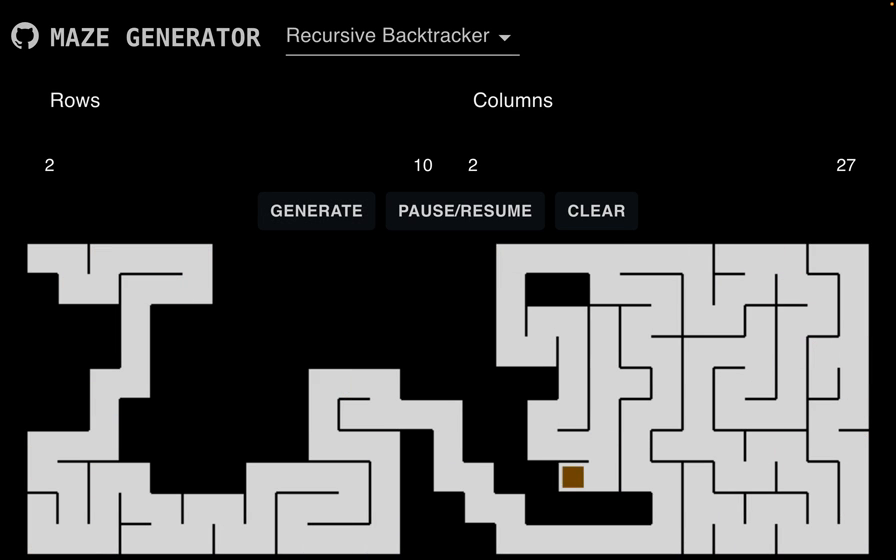 MAZE GENERATOR
Recursive Backtracker
Rows
Columns
2
10
2
27
GENERATE
PAUSE/RESUME
CLEAR